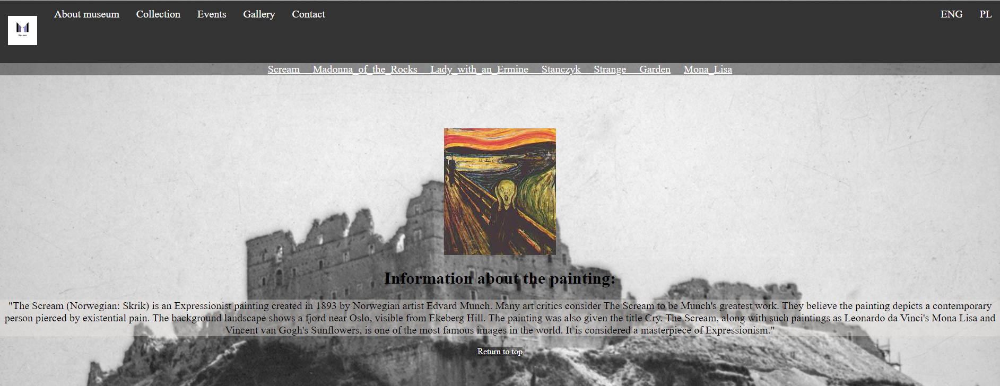 About museum Collection Events Gallery Contact ENG PL
Museum
Scream Madonna_of_the_Rocks Lady_with_an_Ermine Stanczyk Strange Garden Mona_Lisa
Information about the painting:
"The Scream (Norwegian: Skrik) is an Expressionist painting created in 1893 by Norwegian artist Edvard Munch. Many art critics consider The Scream to be Munch's greatest work. They believe the painting depicts a contemporary
person pierced by existential pain. The background landscape shows a fjord near Oslo, visible from Ekeberg Hill. The painting was also given the title Cry. The Scream, along with such paintings as Leonardo da Vinci's Mona Lisa and
Vincent van Gogh's Sunflowers, is one of the most famous images in the world. It is considered a masterpiece of Expressionism."
Return to top